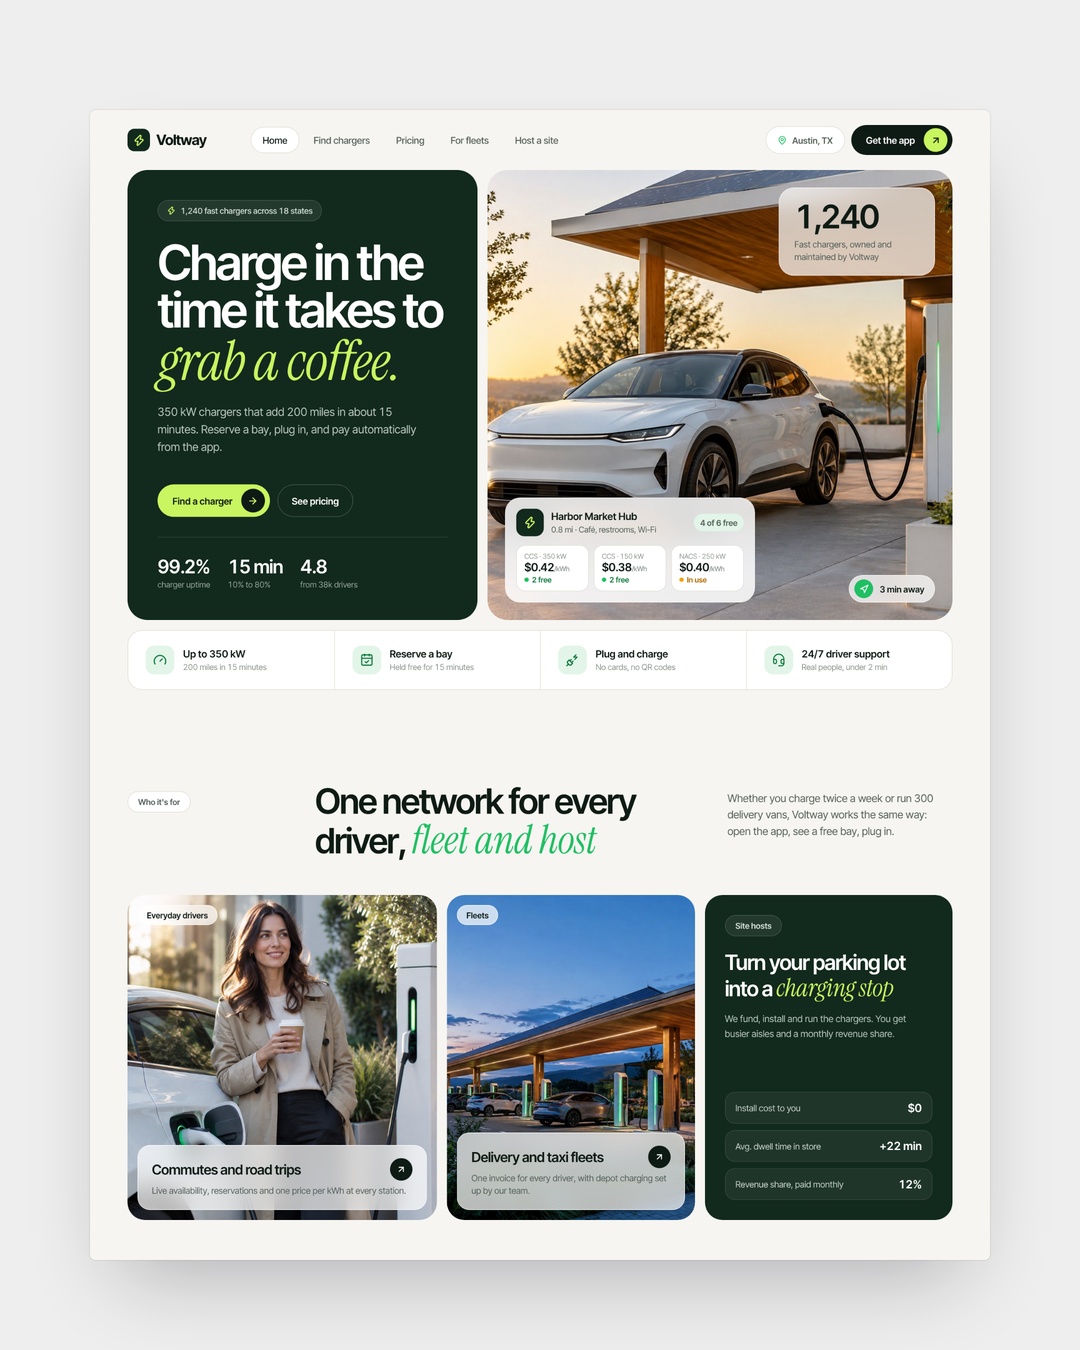 Voltway
Home
Find chargers
Pricing
For fleets
Host a site
Austin, TX
Get the app
1,240 fast chargers across 18 states
Charge in the
time it takes to
grab a coffee.
350 kW chargers that add 200 miles in about 15
minutes. Reserve a bay, plug in, and pay automatically
from the app.
Find a charger
See pricing
99.2%
charger uptime
15 min
10% to 80%
4.8
from 38k drivers
1,240
Fast chargers, owned and
maintained by Voltway
Harbor Market Hub
0.8 mi · Café, restrooms, Wi-Fi
4 of 6 free
CCS · 350 kW
$0.42/kWh
2 free
CCS · 150 kW
$0.38/kWh
2 free
NACS · 250 kW
$0.40/kWh
In use
3 min away
Up to 350 kW
200 miles in 15 minutes
Reserve a bay
Held free for 15 minutes
Plug and charge
No cards, no QR codes
24/7 driver support
Real people, under 2 min
Who it's for
One network for every
driver, fleet and host
Whether you charge twice a week or run 300
delivery vans, Voltway works the same way:
open the app, see a free bay, plug in.
Everyday drivers
Commutes and road trips
Live availability, reservations and one price per kWh at every station.
Fleets
Delivery and taxi fleets
One invoice for every driver, with depot charging set
up by our team.
Site hosts
Turn your parking lot
into a charging stop
We fund, install and run the chargers. You get
busier aisles and a monthly revenue share.
Install cost to you
$0
Avg. dwell time in store
+22 min
Revenue share, paid monthly
12%